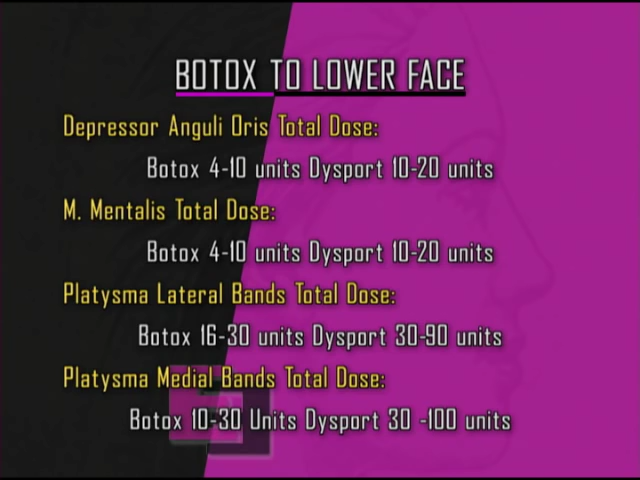 BOTOX TO LOWER FACE
Depressor Anguli Oris Total Dose:
Botox 4-10 units Dysport 10-20 units
M. Mentalis Total Dose:
Botox 4-10 units Dysport 10-20 units
Platysma Lateral Bands Total Dose:
Botox 16-30 units Dysport 30-90 units
Platysma Medial Bands Total Dose:
Botox 10-30 Units Dysport 30 -100 units